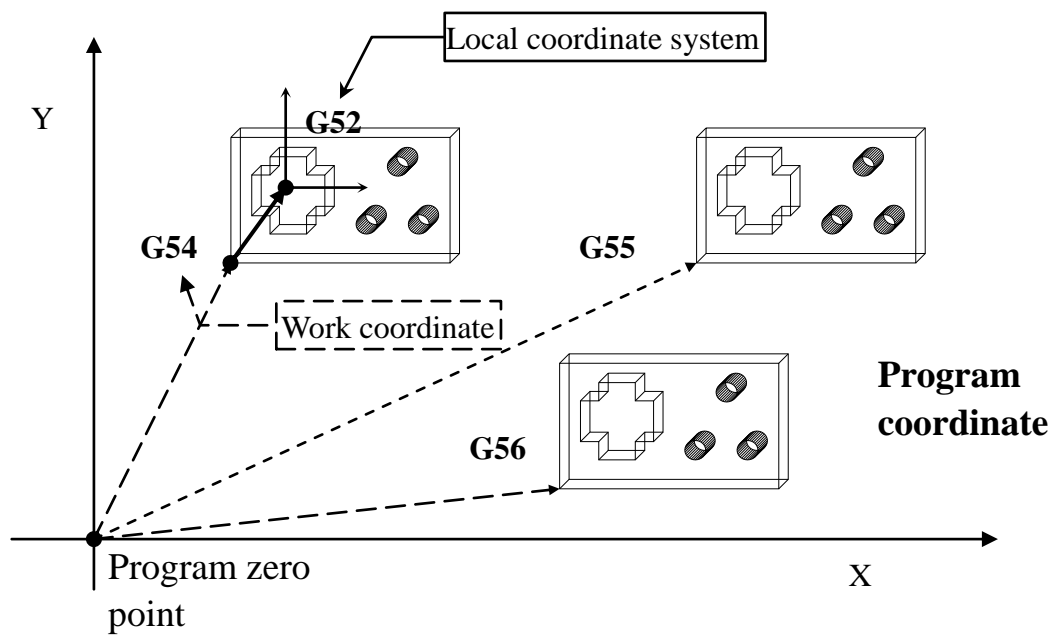 Local coordinate system
Y
G52
G54
G55
Work coordinate
Program
coordinate
G56
Program zero
point
X